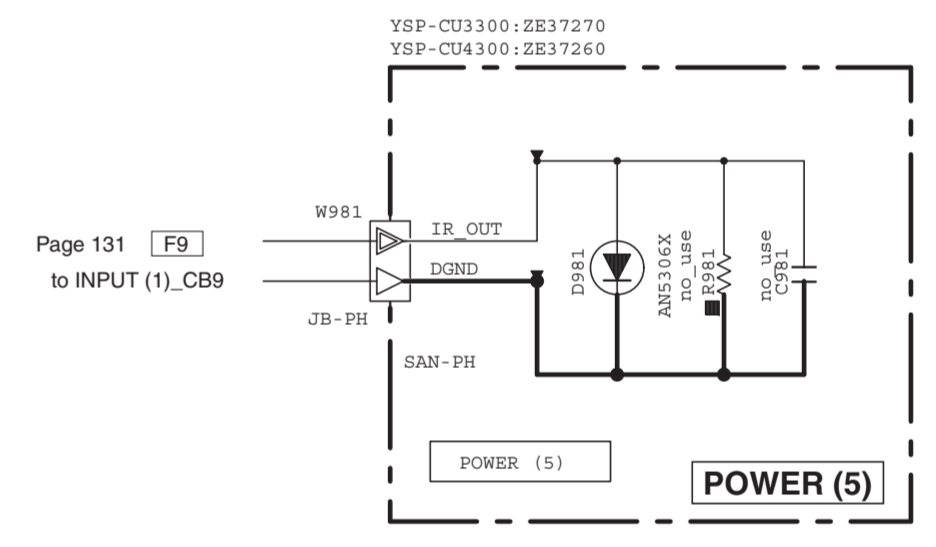 YSP-CU3300:ZE37270
YSP-CU4300:ZE37260
W981
IR_OUT
Page 131 F9
to INPUT (1)_CB9
DGND
JB-PH
SAN-PH
D981
AN5306X
no_use
R981
no_use
C981
POWER (5)
POWER (5)